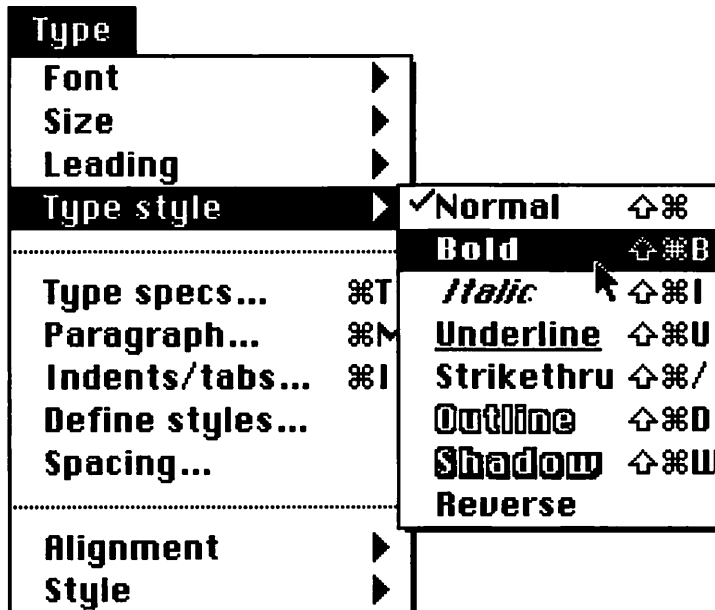 Type
Font
Size
Leading
Type style
✓Normal ⇧⌘
Bold ⇧⌘B
Italic ⇧⌘I
Underline ⇧⌘U
Strikethru ⇧⌘/
Outline ⇧⌘D
Shadow ⇧⌘W
Reverse
Type specs... ⌘T
Paragraph... ⌘M
Indents/tabs... ⌘I
Define styles...
Spacing...
Alignment
Style